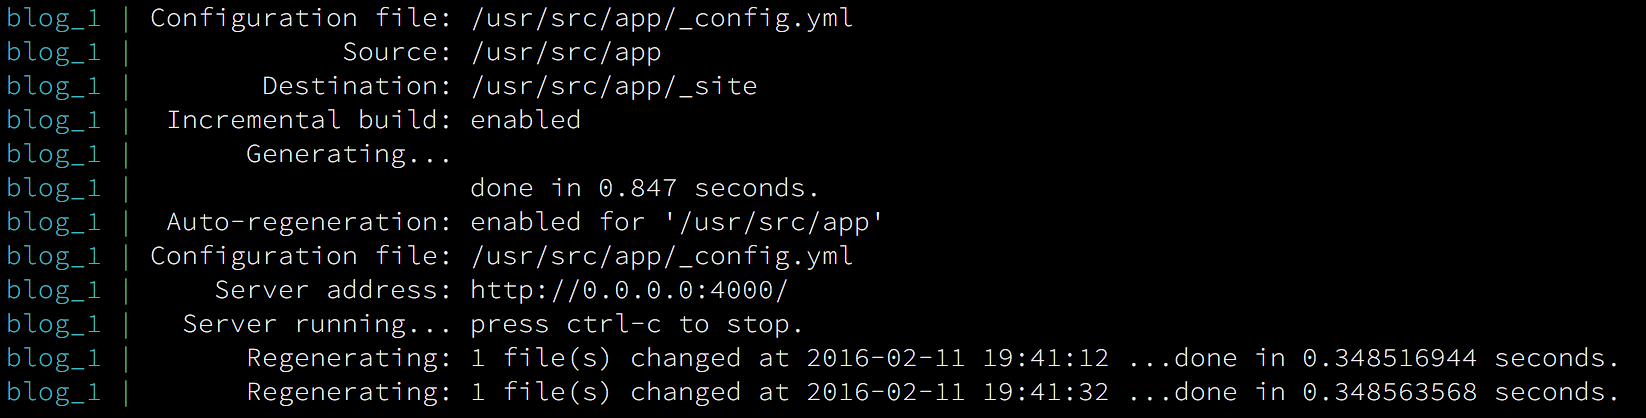 blog_1 | Configuration file: /usr/src/app/_config.yml
blog_1 |             Source: /usr/src/app
blog_1 |        Destination: /usr/src/app/_site
blog_1 |  Incremental build: enabled
blog_1 |       Generating...
blog_1 |                     done in 0.847 seconds.
blog_1 |  Auto-regeneration: enabled for '/usr/src/app'
blog_1 | Configuration file: /usr/src/app/_config.yml
blog_1 |     Server address: http://0.0.0.0:4000/
blog_1 |   Server running... press ctrl-c to stop.
blog_1 |       Regenerating: 1 file(s) changed at 2016-02-11 19:41:12 ...done in 0.348516944 seconds.
blog_1 |       Regenerating: 1 file(s) changed at 2016-02-11 19:41:32 ...done in 0.348563568 seconds.